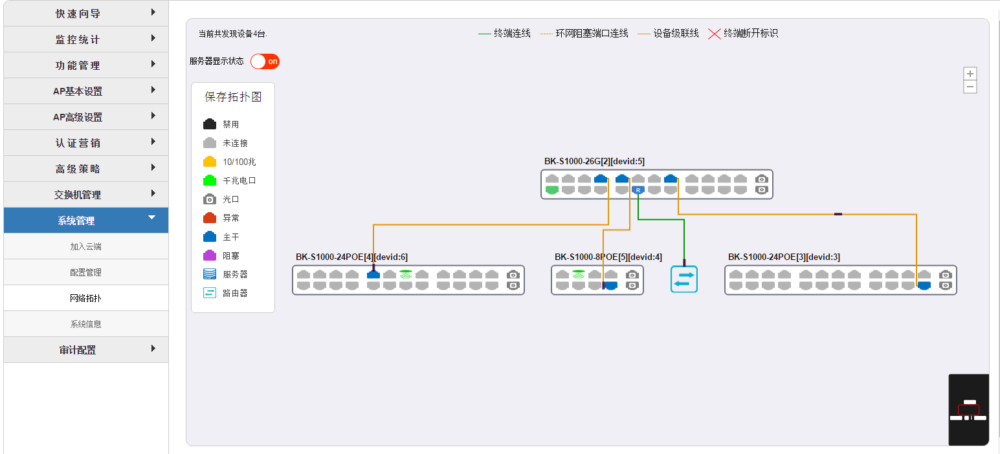 快速向导
监控统计
功能管理
AP基本设置
AP高级设置
认证营销
高级策略
交换机管理
系统管理
加入云端
配置管理
网络拓扑
系统信息
审计配置
当前共发现设备4台.
终端连线
环网阻塞端口连线
设备级联线
终端断开标识
服务器显示状态
on
+
−
保存拓扑图
禁用
未连接
10/100兆
千兆电口
光口
异常
主干
阻塞
服务器
路由器
BK-S1000-26G[2][devid:5]
R
BK-S1000-24POE[4][devid:6]
BK-S1000-8POE[5][devid:4]
BK-S1000-24POE[3][devid:3]